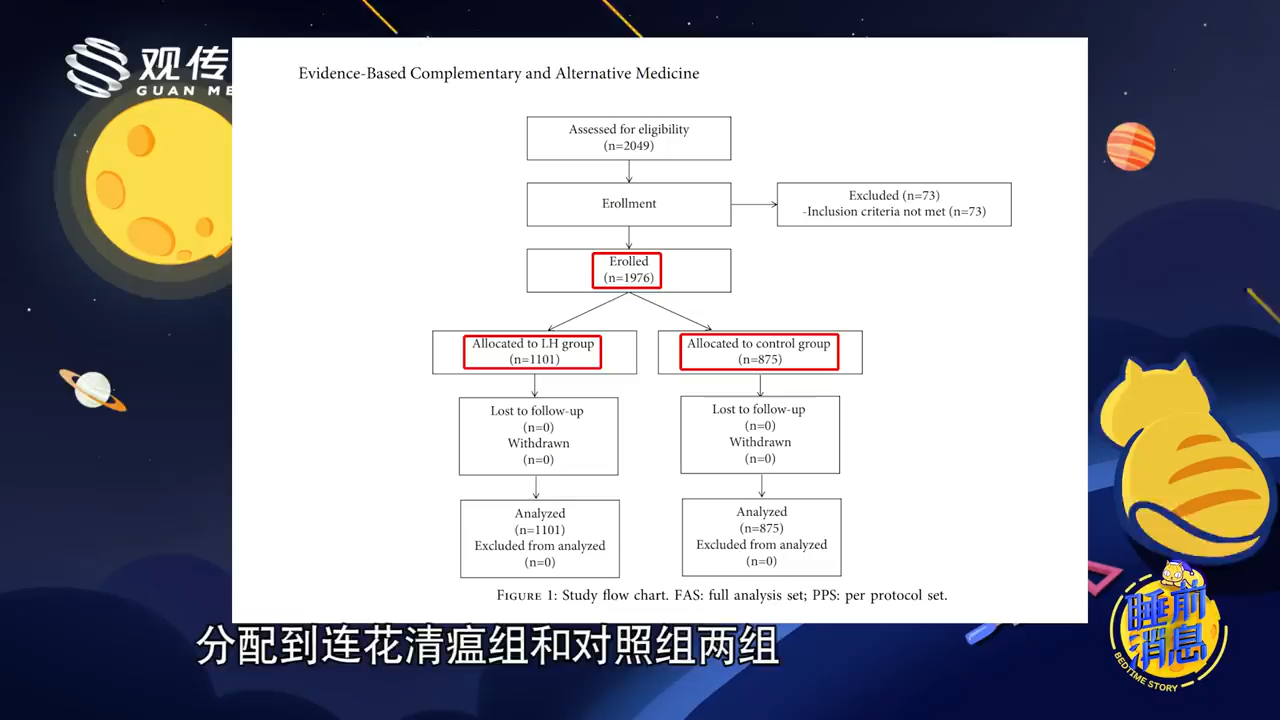 观传
GUAN ME
Evidence-Based Complementary and Alternative Medicine
Assessed for eligibility
(n=2049)
Erollment
Excluded (n=73)
-Inclusion criteria not met (n=73)
Erolled
(n=1976)
Allocated to LH group
(n=1101)
Allocated to control group
(n=875)
Lost to follow-up
(n=0)
Withdrawn
(n=0)
Lost to follow-up
(n=0)
Withdrawn
(n=0)
Analyzed
(n=1101)
Excluded from analyzed
(n=0)
Analyzed
(n=875)
Excluded from analyzed
(n=0)
FIGURE 1: Study flow chart. FAS: full analysis set; PPS: per protocol set.
分配到连花清瘟组和对照组两组
睡前
消息
BEDTIME STORY